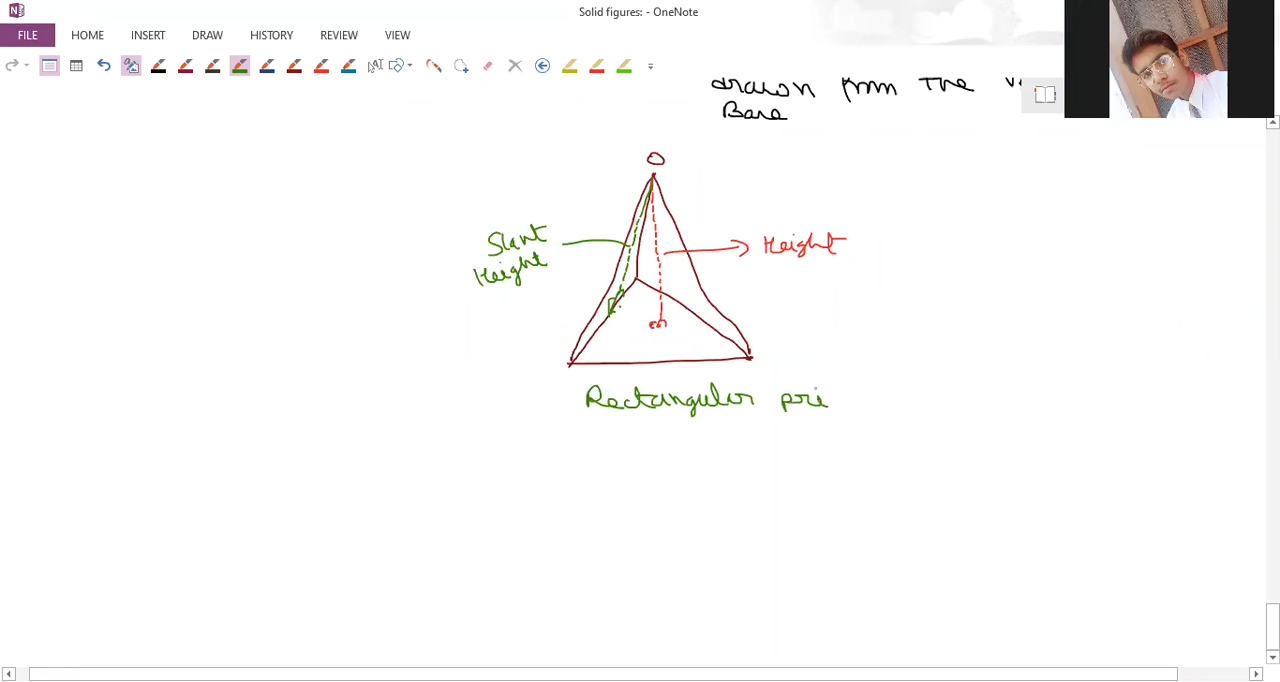 Solid figures: - OneNote
FILE HOME INSERT DRAW HISTORY REVIEW VIEW
drawn from the
Base
O
Slant
Height
Height
m
Rectangular pri